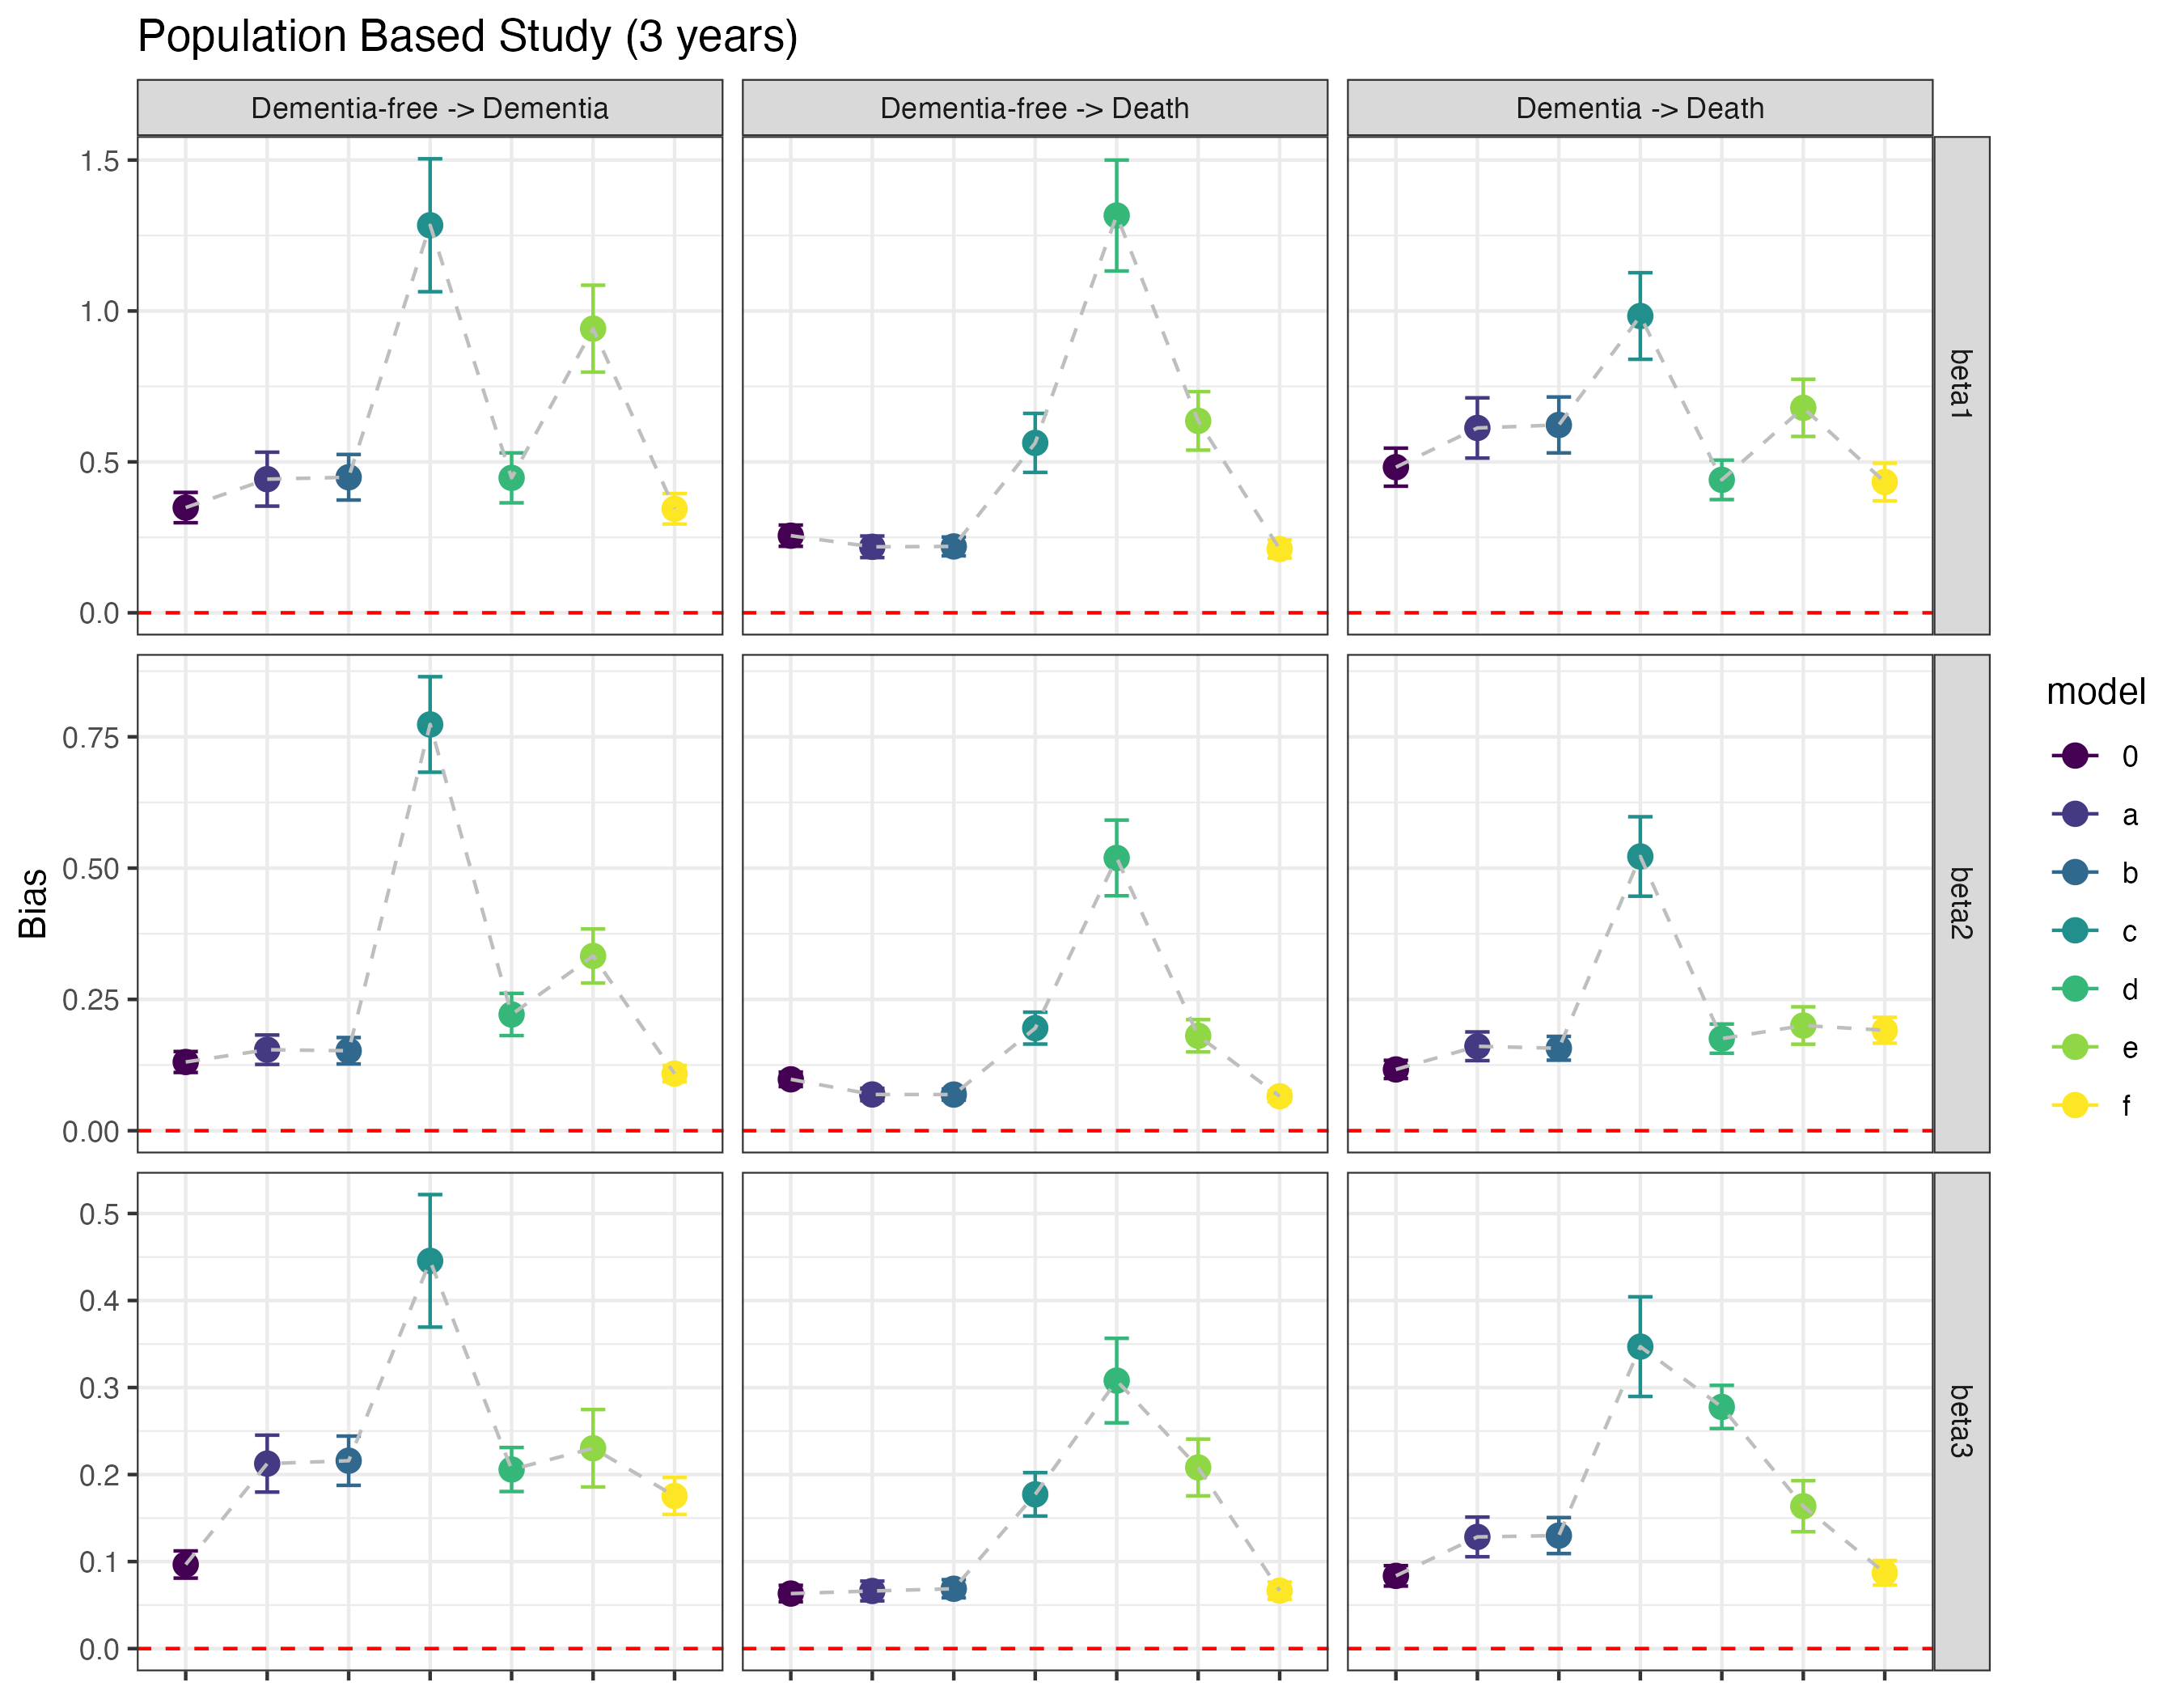 Population Based Study (3 years)
Dementia-free -> Dementia
Dementia-free -> Death
Dementia -> Death
1.5
1.0
0.5
0.0
beta1
0.75
0.50
0.25
0.00
beta2
0.5
0.4
0.3
0.2
0.1
0.0
beta3
Bias
model
0
a
b
c
d
e
f